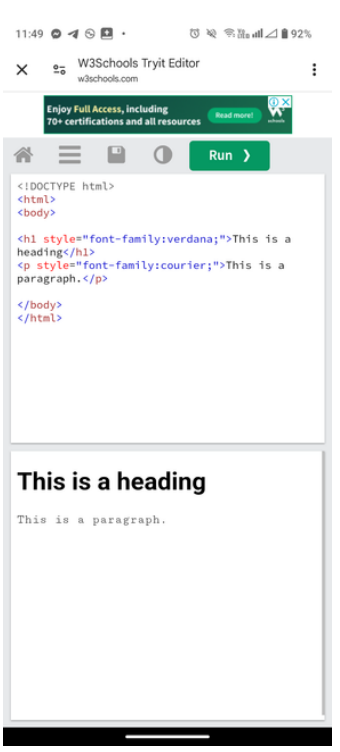 11:49 92%
W3Schools Tryit Editor
w3schools.com
Enjoy Full Access, including
70+ certifications and all resources
Read more!
schools
Run ❯
<!DOCTYPE html>
<html>
<body>
<h1 style="font-family:verdana;">This is a
heading</h1>
<p style="font-family:courier;">This is a
paragraph.</p>
</body>
</html>
This is a heading
This is a paragraph.